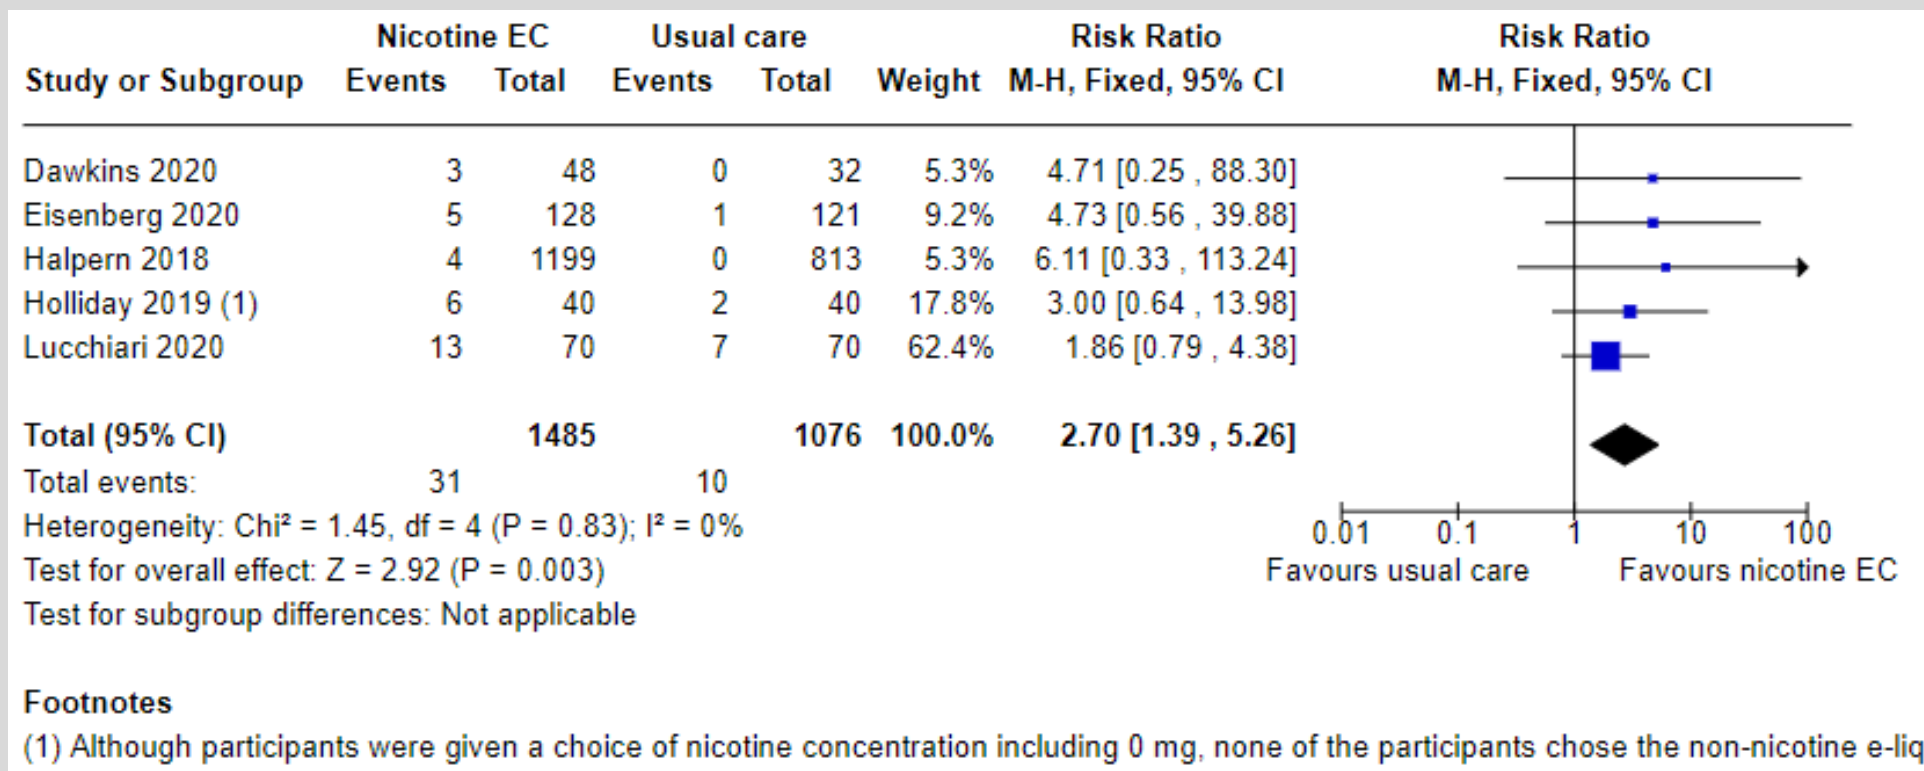 Nicotine EC Usual care Risk Ratio Risk Ratio
Study or Subgroup Events Total Events Total Weight M-H, Fixed, 95% CI M-H, Fixed, 95% CI
Dawkins 2020 3 48 0 32 5.3% 4.71 [0.25 , 88.30]
Eisenberg 2020 5 128 1 121 9.2% 4.73 [0.56 , 39.88]
Halpern 2018 4 1199 0 813 5.3% 6.11 [0.33 , 113.24]
Holliday 2019 (1) 6 40 2 40 17.8% 3.00 [0.64 , 13.98]
Lucchiari 2020 13 70 7 70 62.4% 1.86 [0.79 , 4.38]
Total (95% CI) 1485 1076 100.0% 2.70 [1.39 , 5.26]
Total events: 31 10
Heterogeneity: Chi² = 1.45, df = 4 (P = 0.83); I² = 0%
0.01 0.1 1 10 100
Test for overall effect: Z = 2.92 (P = 0.003)
Favours usual care Favours nicotine EC
Test for subgroup differences: Not applicable
Footnotes
(1) Although participants were given a choice of nicotine concentration including 0 mg, none of the participants chose the non-nicotine e-liq